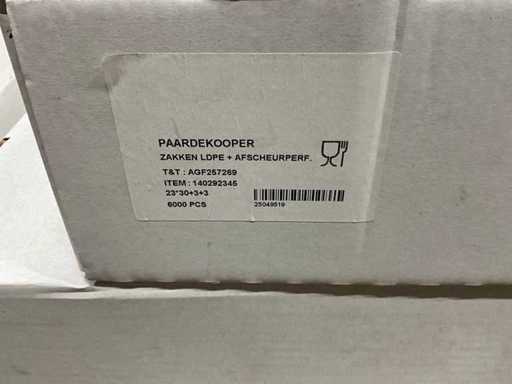 PAARDEKOOPER
ZAKKEN LDPE + AFSCHEURPERF.
T&T : AGF257269
ITEM : 140292345
23*30+3+3
6000 PCS
25049519